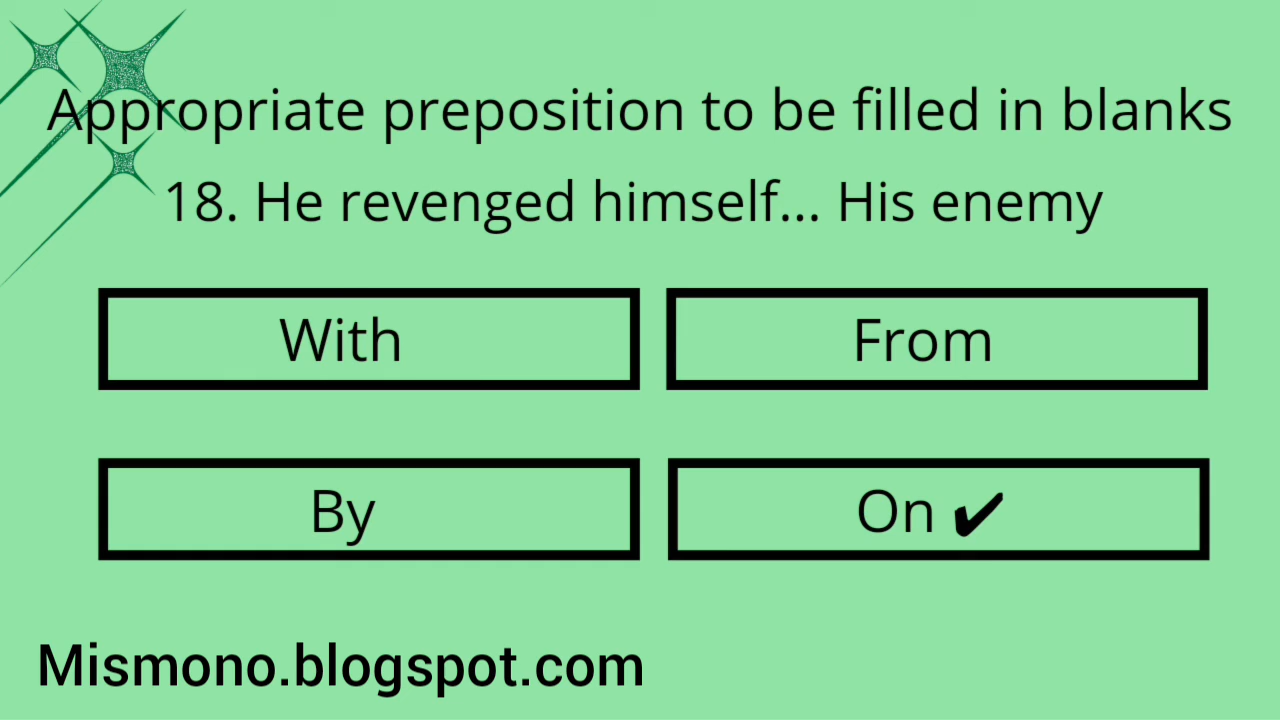 Appropriate preposition to be filled in blanks
18. He revenged himself... His enemy
With
From
By
On ✔
Mismono.blogspot.com